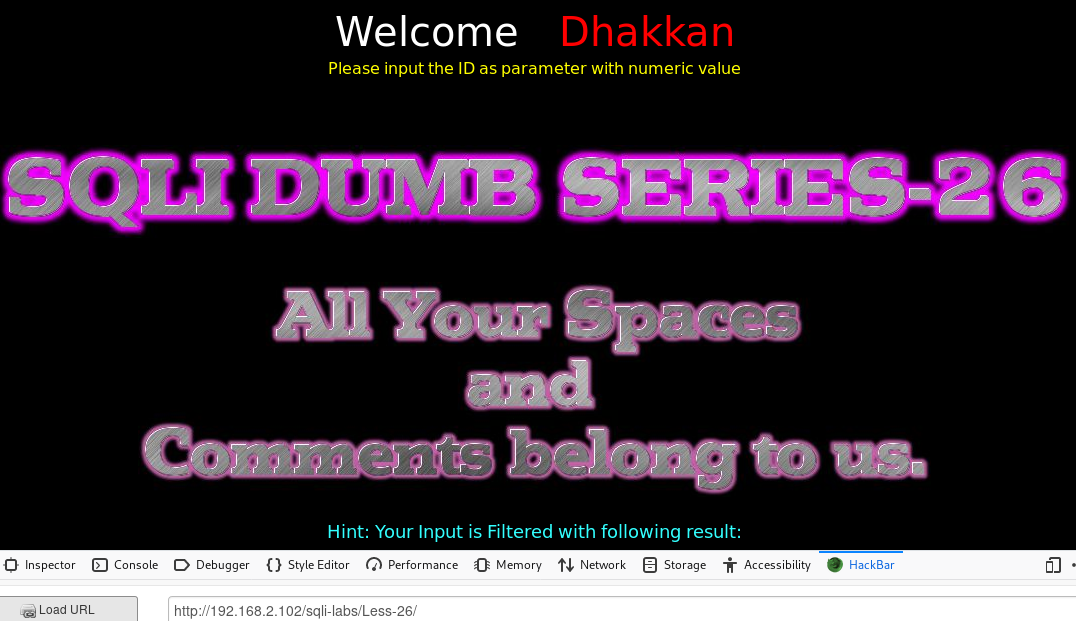 Welcome Dhakkan
Please input the ID as parameter with numeric value
SQLI DUMB SERIES-26
All Your Spaces
and
Comments belong to us.
Hint: Your Input is Filtered with following result:
Inspector Console Debugger Style Editor Performance Memory Network Storage Accessibility HackBar
Load URL http://192.168.2.102/sqli-labs/Less-26/